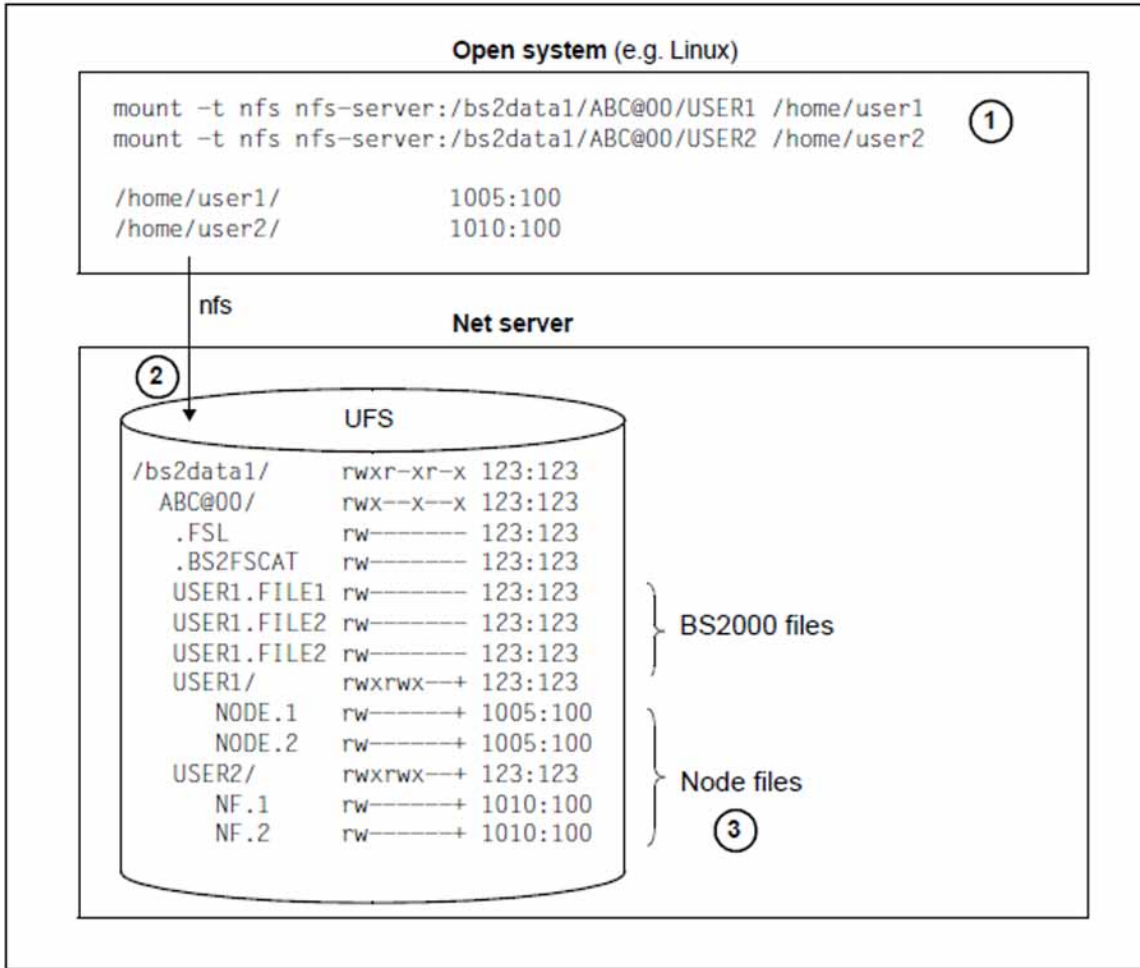 Open system (e.g. Linux)
mount -t nfs nfs-server:/bs2data1/ABC@00/USER1 /home/user1
mount -t nfs nfs-server:/bs2data1/ABC@00/USER2 /home/user2
1
/home/user1/ 1005:100
/home/user2/ 1010:100
nfs
Net server
2
UFS
/bs2data1/ rwxr-xr-x 123:123
ABC@00/ rwx--x--x 123:123
.FSL rw------- 123:123
.BS2FSCAT rw------- 123:123
USER1.FILE1 rw------- 123:123
USER1.FILE2 rw------- 123:123
USER1.FILE2 rw------- 123:123
BS2000 files
USER1/ rwxrwx--+ 123:123
NODE.1 rw------+ 1005:100
NODE.2 rw------+ 1005:100
USER2/ rwxrwx--+ 123:123
NF.1 rw------+ 1010:100
NF.2 rw------+ 1010:100
Node files
3